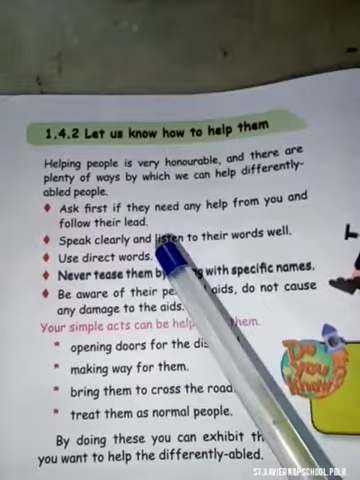 1.4.2 Let us know how to help them
Helping people is very honourable, and there are
plenty of ways by which we can help differently-
abled people.
♦ Ask first if they need any help from you and
follow their lead.
♦ Speak clearly and listen to their words well.
♦ Use direct words.
♦ Never tease them by with specific names.
♦ Be aware of their aids, do not cause
any damage to the aids.
Your simple acts can be them.
* opening doors for the
* making way for them.
* bring them to cross the road
* treat them as normal people.
By doing these you can exhibit
you want to help the differently-abled.
Do
You
Know?
ST.XAVIER MAP SCHOOL.PDLB